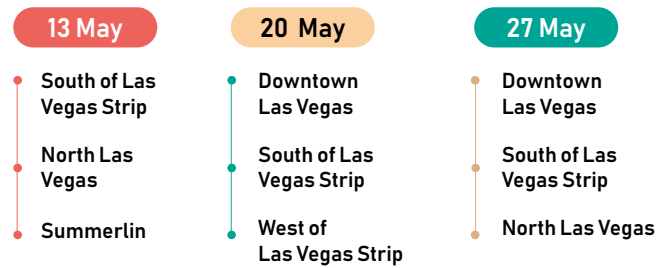 13 May
South of Las
Vegas Strip
North Las
Vegas
Summerlin
20 May
Downtown
Las Vegas
South of Las
Vegas Strip
West of
Las Vegas Strip
27 May
Downtown
Las Vegas
South of Las
Vegas Strip
North Las Vegas